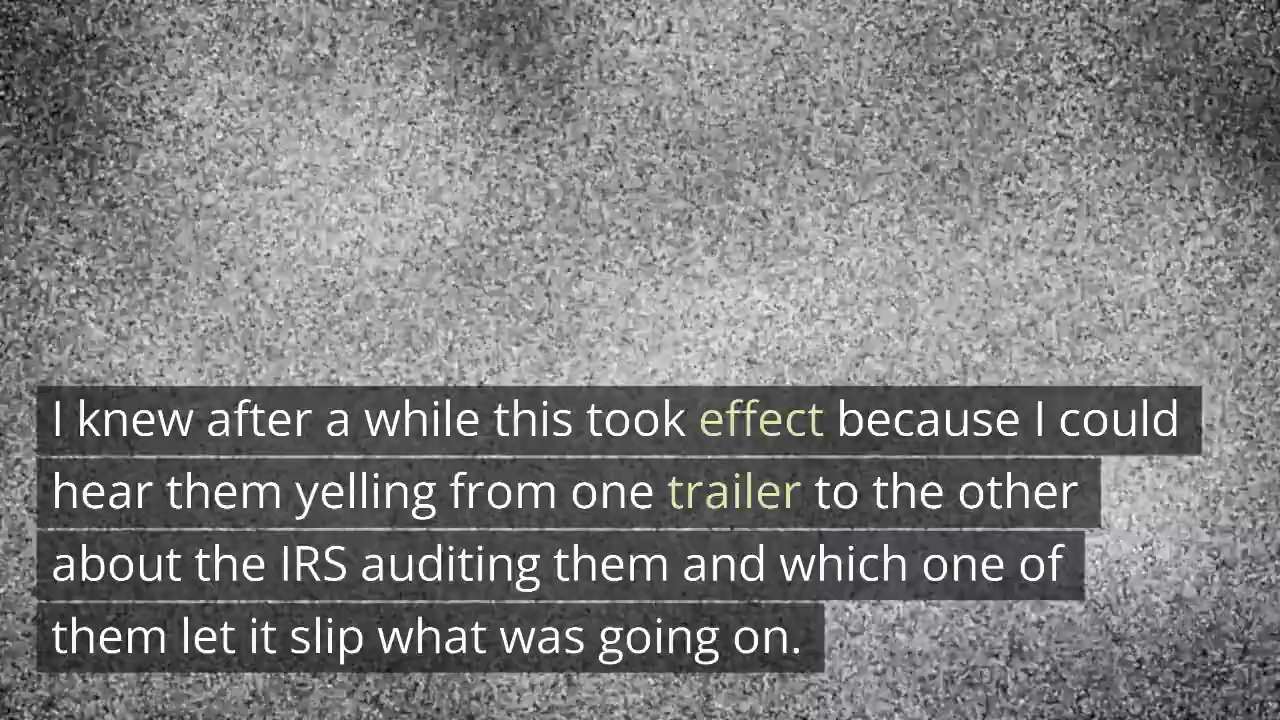 I knew after a while this took effect because I could
hear them yelling from one trailer to the other
about the IRS auditing them and which one of
them let it slip what was going on.